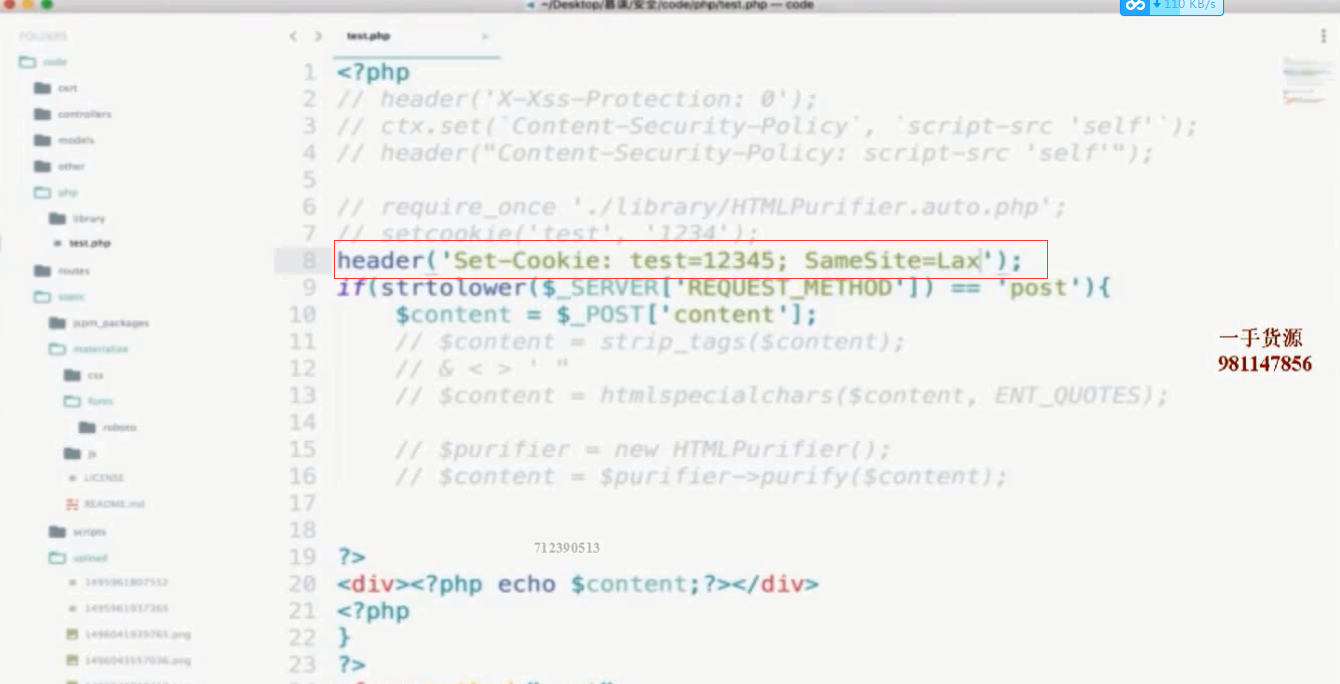 ~/Desktop/慕课/安全/code/php/test.php — code
110 KB/s
FOLDERS
code
cert
controllers
models
other
php
library
test.php
routes
static
jspm_packages
materialize
css
fonts
roboto
js
LICENSE
README.md
scripts
upload
1495961807552
1495961937365
1496041939765.png
1496043557036.png
test.php
1 <?php
2 // header('X-Xss-Protection: 0');
3 // ctx.set(`Content-Security-Policy`, `script-src 'self'`);
4 // header("Content-Security-Policy: script-src 'self'");
5
6 // require_once './library/HTMLPurifier.auto.php';
7 // setcookie('test', '1234');
8 header('Set-Cookie: test=12345; SameSite=Lax');
9 if(strtolower($_SERVER['REQUEST_METHOD']) == 'post'){
10 $content = $_POST['content'];
11 // $content = strip_tags($content);
12 // & < > ' "
13 // $content = htmlspecialchars($content, ENT_QUOTES);
14
15 // $purifier = new HTMLPurifier();
16 // $content = $purifier->purify($content);
17
18
19 ?>
20 <div><?php echo $content;?></div>
21 <?php
22 }
23 ?>
一手货源
981147856
712390513